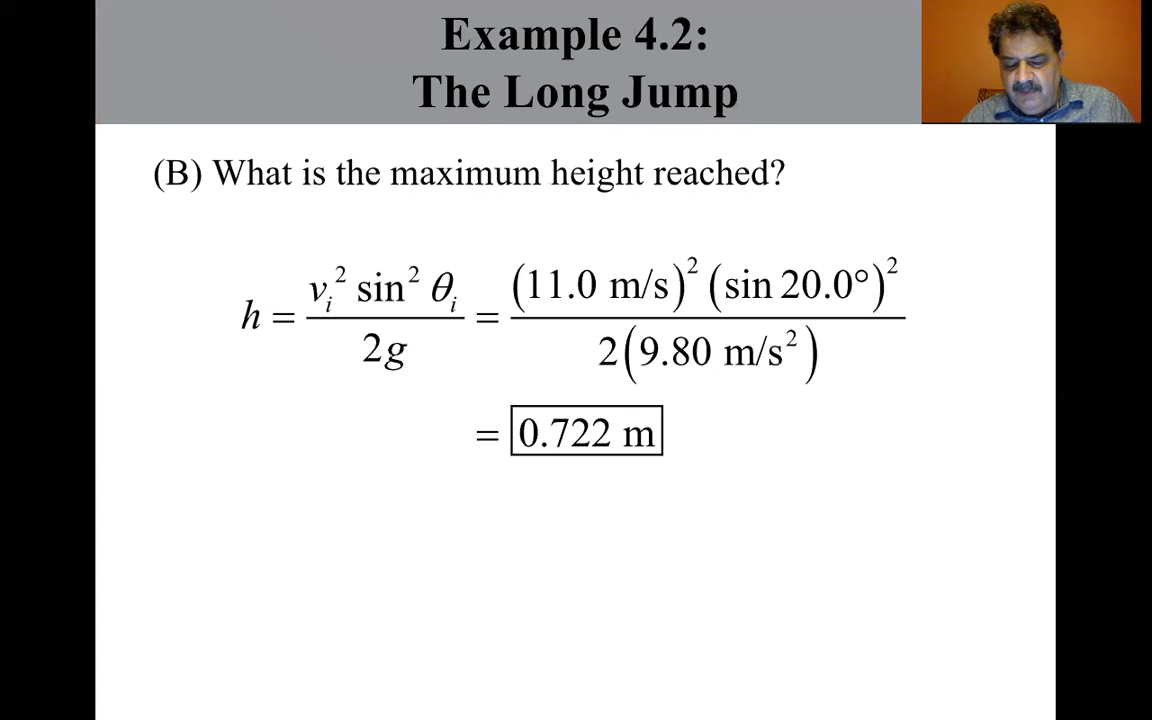 Example 4.2:
The Long Jump
(B) What is the maximum height reached?
h = v_i^2 sin^2 θ_i / 2g = (11.0 m/s)^2 (sin 20.0°)^2 / 2(9.80 m/s^2)
= 0.722 m